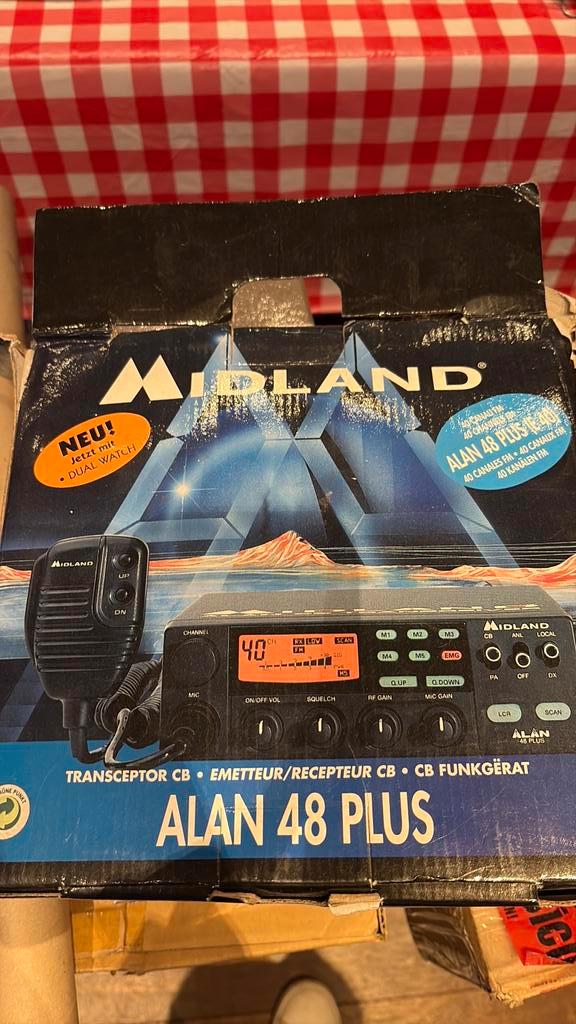 MIDLAND®
NEU!
Jetzt mit
• DUAL WATCH
40 CANALI FM
40 CHANNELS FM
ALAN 48 PLUS (E 40)
40 CANALES FM • 40 CANAUX FM
40 KANÄLEN FM
MIDLAND
UP
DN
CHANNEL
MIC
40 CH
RX LOW SCAN
FM
M5
M1 M2 M3
M4 M5 EMG
Q.UP Q.DOWN
MIDLAND
CB ANL LOCAL
PA OFF DX
ON/OFF VOL SQUELCH RF GAIN MIC GAIN
LCR SCAN
ALAN
48 PLUS
TRANSCEPTOR CB • EMETTEUR/RECEPTEUR CB • CB FUNKGËRAT
ALAN 48 PLUS